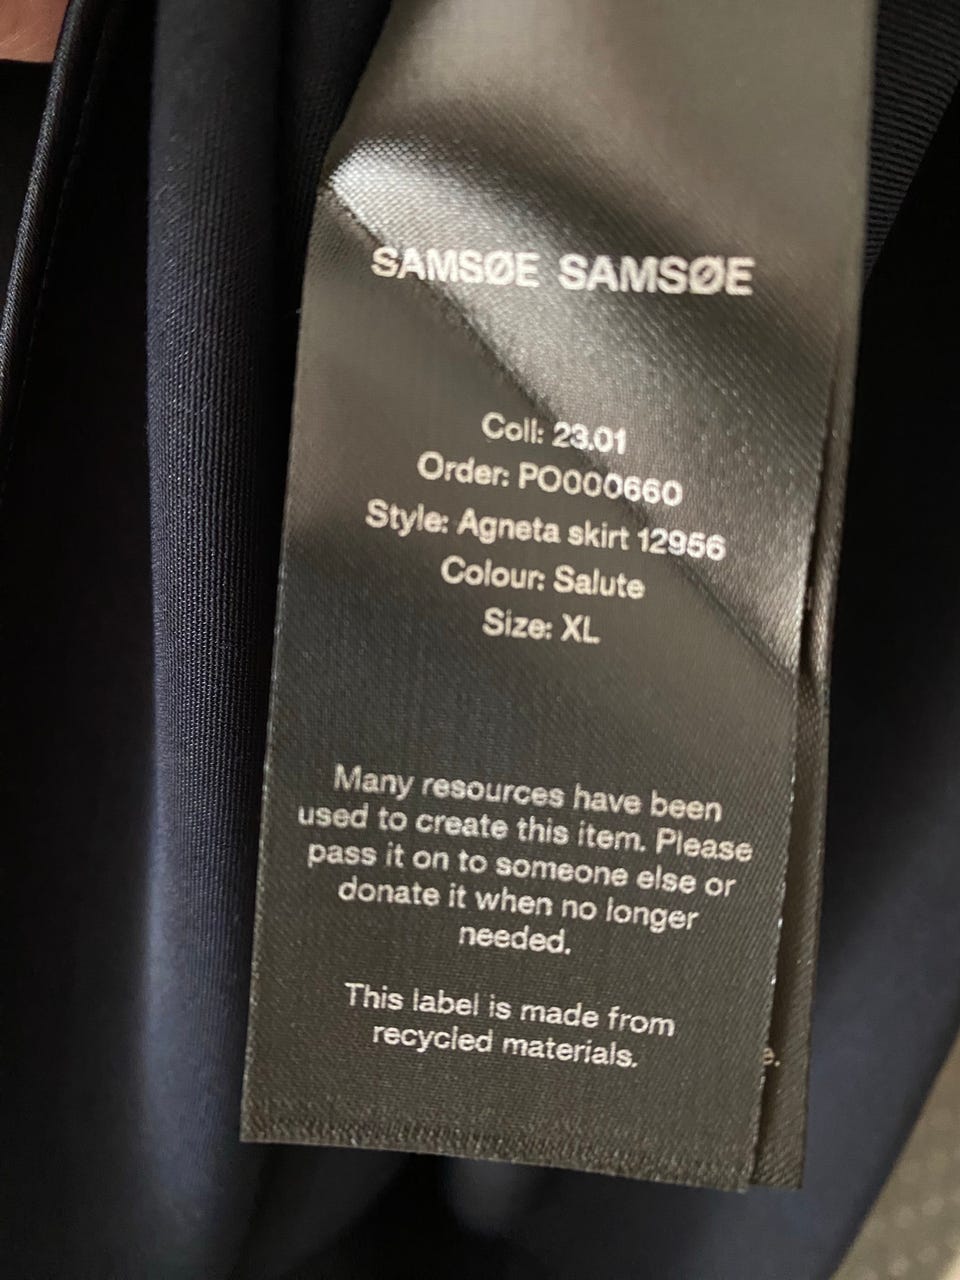 SAMSØE SAMSØE
Coll: 23.01
Order: PO000660
Style: Agneta skirt 12956
Colour: Salute
Size: XL
Many resources have been
used to create this item. Please
pass it on to someone else or
donate it when no longer
needed.
This label is made from
recycled materials.
e.